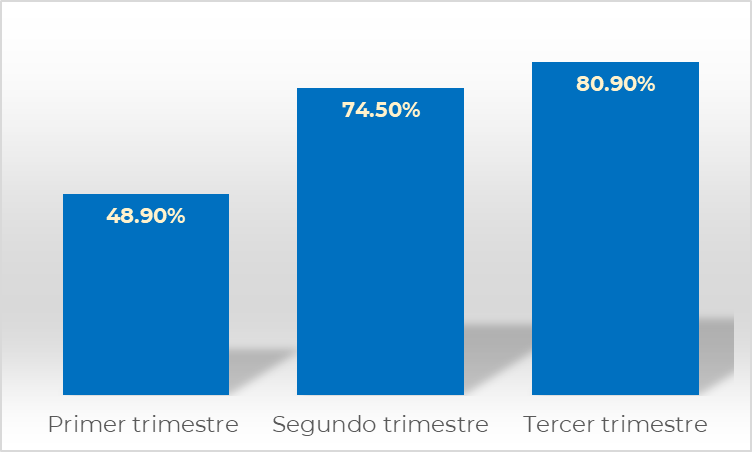 80.90%
74.50%
48.90%
Primer trimestre
Segundo trimestre
Tercer trimestre